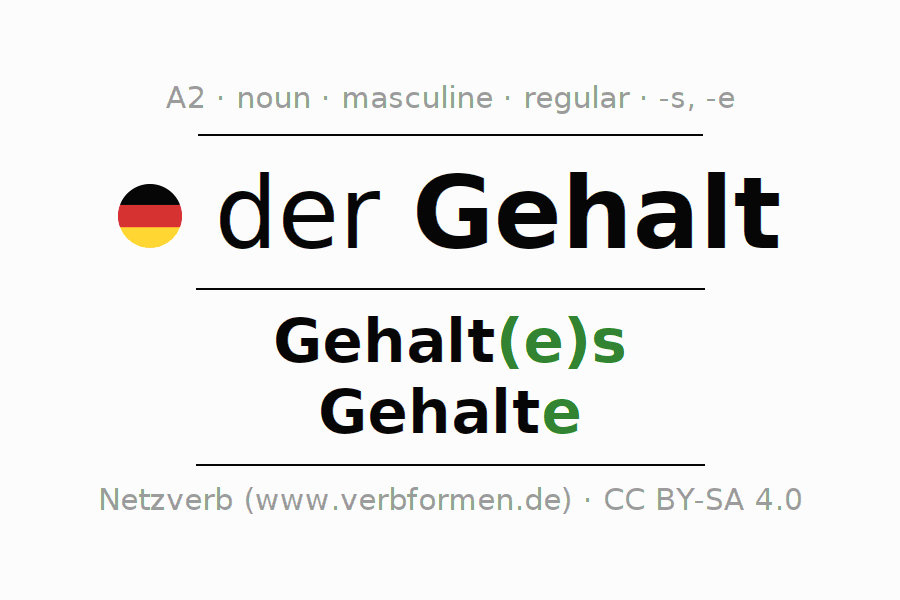 A2 · noun · masculine · regular · -s, -e
der Gehalt
Gehalt(e)s
Gehalte
Netzverb (www.verbformen.de) · CC BY-SA 4.0